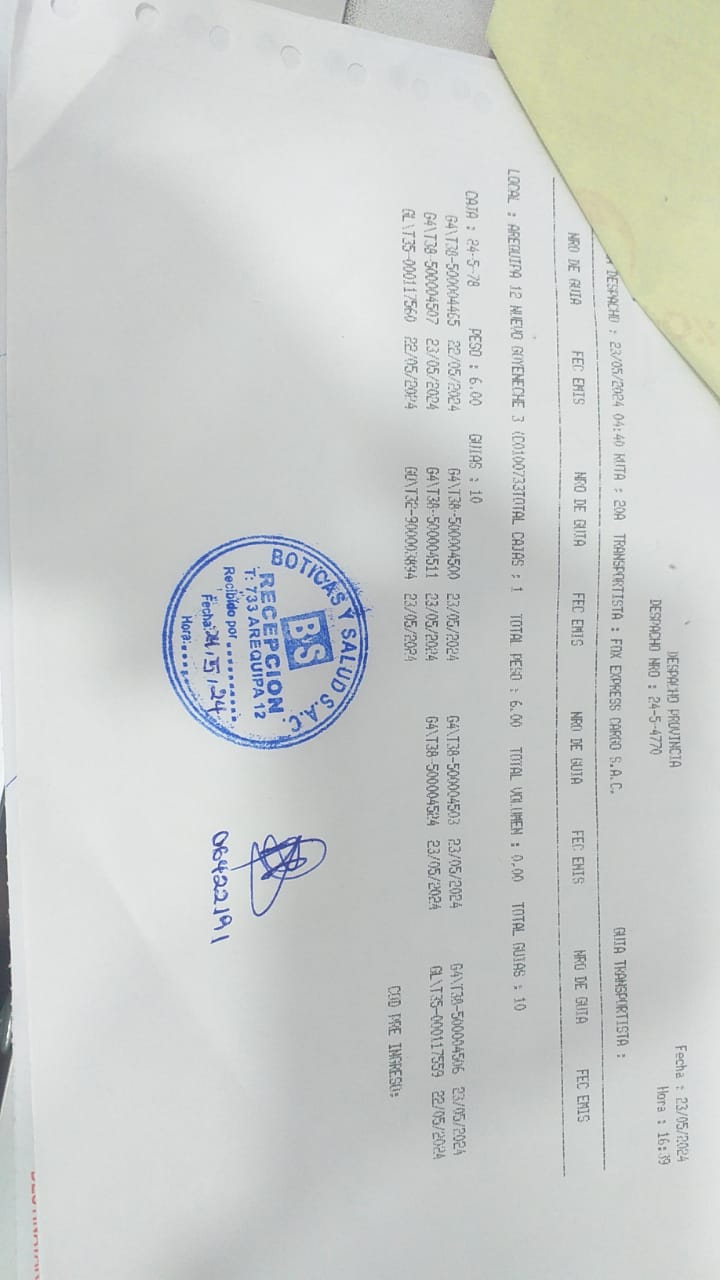 Fecha : 23/05/2024
Hora : 16:39
DESPACHO PROVINCIA
DESPACHO NRO : 24-5-4770
DESPACHO : 23/05/2024 04:40 RUTA : 20A TRANSPORTISTA : FOX EXPRESS CARGO S.A.C. GUIA TRANSPORTISTA :
NRO DE GUIA FEC EMIS NRO DE GUIA FEC EMIS NRO DE GUIA FEC EMIS NRO DE GUIA FEC EMIS
LOCAL : AREQUIPA 12 NUEVO GOYENECHE 3 (C0100733TOTAL CAJAS : 1 TOTAL PESO : 6.00 TOTAL VOLUMEN : 0.00 TOTAL GUIAS : 10
CAJA : 24-5-78 PESO : 6.00 GUIAS : 10
G4\T38-500004465 22/05/2024 G4\T38-500004500 23/05/2024 G4\T38-500004503 23/05/2024 G4\T38-500004506 23/05/2024
G4\T38-500004507 23/05/2024 G4\T38-500004511 23/05/2024 G4\T38-500004524 23/05/2024 GL\T35-000117559 22/05/2024
GL\T35-000117560 22/05/2024 GO\T32-900003894 23/05/2024
COD PRE INGRESO:
BOTICAS Y SALUD S.A.C.
BS
RECEPCION
T: 733 AREQUIPA 12
Recibido por ..........
Fecha: 24/5/24
Hora:.......
06422191